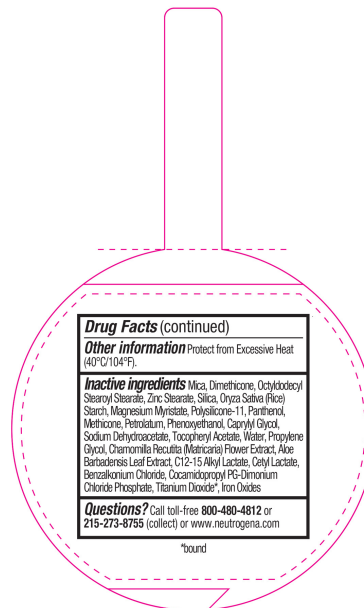 Drug Facts (continued)
Other information Protect from Excessive Heat
(40°C/104°F).
Inactive ingredients Mica, Dimethicone, Octyldodecyl
Stearoyl Stearate, Zinc Stearate, Silica, Oryza Sativa (Rice)
Starch, Magnesium Myristate, Polysilicone-11, Panthenol,
Methicone, Petrolatum, Phenoxyethanol, Caprylyl Glycol,
Sodium Dehydroacetate, Tocopheryl Acetate, Water, Propylene
Glycol, Chamomilla Recutita (Matricaria) Flower Extract, Aloe
Barbadensis Leaf Extract, C12-15 Alkyl Lactate, Cetyl Lactate,
Benzalkonium Chloride, Cocamidopropyl PG-Dimonium
Chloride Phosphate, Titanium Dioxide*, Iron Oxides
Questions? Call toll-free 800-480-4812 or
215-273-8755 (collect) or www.neutrogena.com
*bound